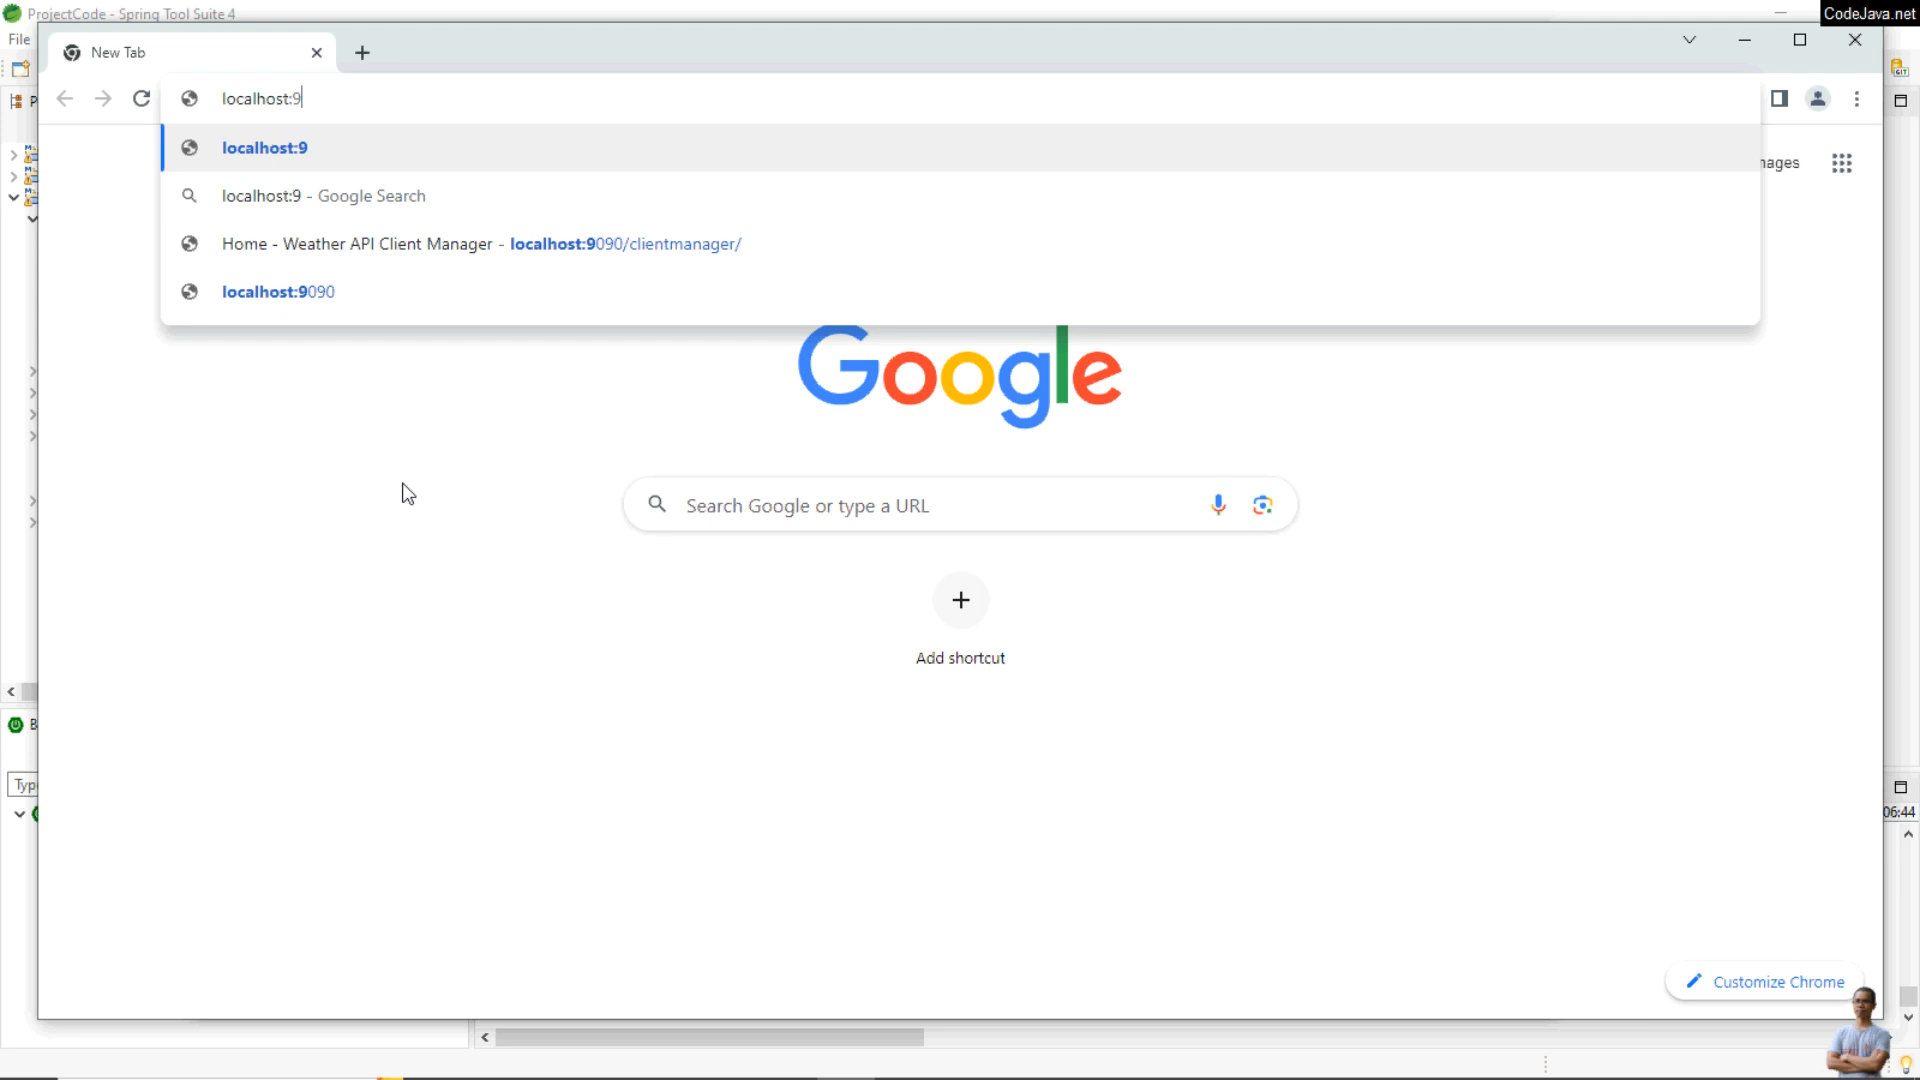 ProjectCode - Spring Tool Suite 4
CodeJava.net
File
New Tab
localhost:9
localhost:9
localhost:9 - Google Search
Home - Weather API Client Manager - localhost:9090/clientmanager/
localhost:9090
Google
Search Google or type a URL
Add shortcut
06:44
Customize Chrome